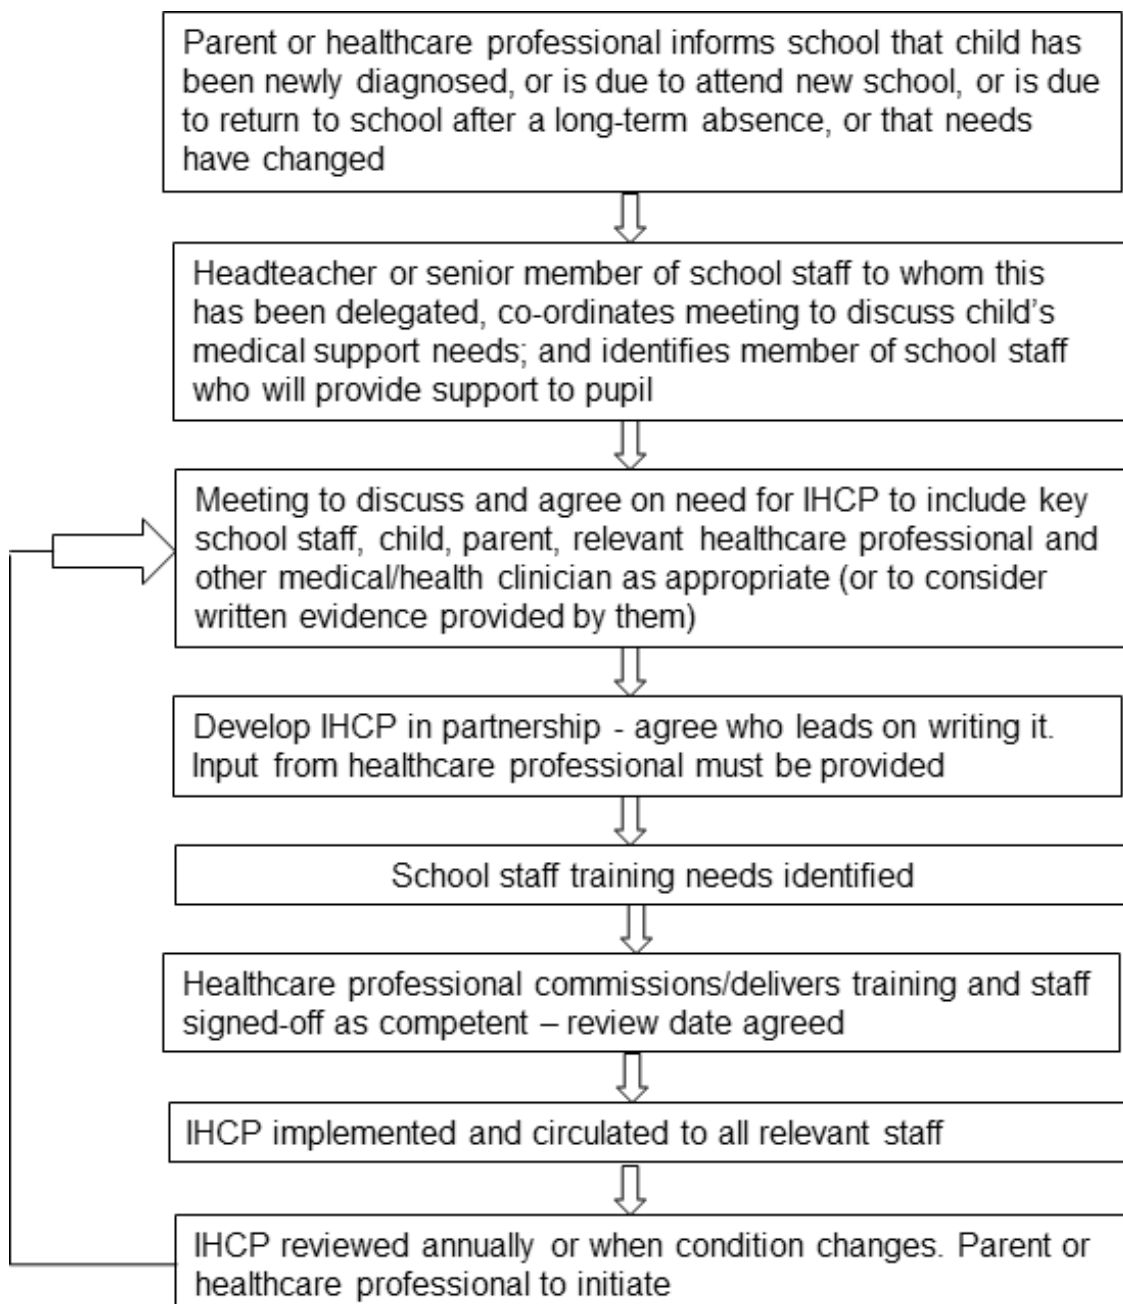 Parent or healthcare professional informs school that child has
been newly diagnosed, or is due to attend new school, or is due
to return to school after a long-term absence, or that needs
have changed
Headteacher or senior member of school staff to whom this
has been delegated, co-ordinates meeting to discuss child's
medical support needs; and identifies member of school staff
who will provide support to pupil
Meeting to discuss and agree on need for IHCP to include key
school staff, child, parent, relevant healthcare professional and
other medical/health clinician as appropriate (or to consider
written evidence provided by them)
Develop IHCP in partnership - agree who leads on writing it.
Input from healthcare professional must be provided
School staff training needs identified
Healthcare professional commissions/delivers training and staff
signed-off as competent – review date agreed
IHCP implemented and circulated to all relevant staff
IHCP reviewed annually or when condition changes. Parent or
healthcare professional to initiate